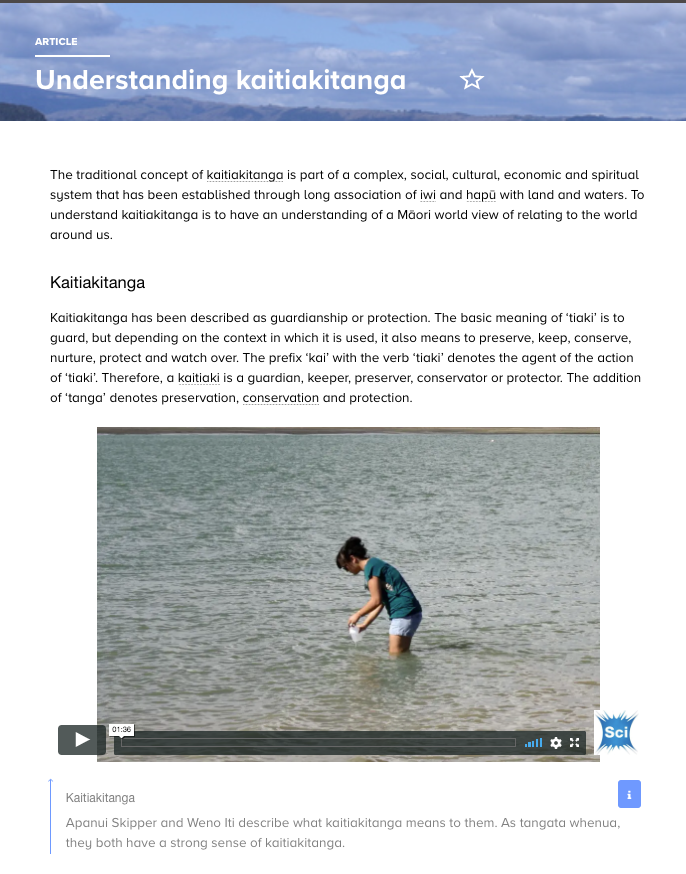 ARTICLE
Understanding kaitiakitanga
The traditional concept of kaitiakitanga is part of a complex, social, cultural, economic and spiritual
system that has been established through long association of iwi and hapū with land and waters. To
understand kaitiakitanga is to have an understanding of a Māori world view of relating to the world
around us.
Kaitiakitanga
Kaitiakitanga has been described as guardianship or protection. The basic meaning of ‘tiaki’ is to
guard, but depending on the context in which it is used, it also means to preserve, keep, conserve,
nurture, protect and watch over. The prefix ‘kai’ with the verb ‘tiaki’ denotes the agent of the action
of ‘tiaki’. Therefore, a kaitiaki is a guardian, keeper, preserver, conservator or protector. The addition
of ‘tanga’ denotes preservation, conservation and protection.
01:36
Sci
Kaitiakitanga
i
Apanui Skipper and Weno Iti describe what kaitiakitanga means to them. As tangata whenua,
they both have a strong sense of kaitiakitanga.